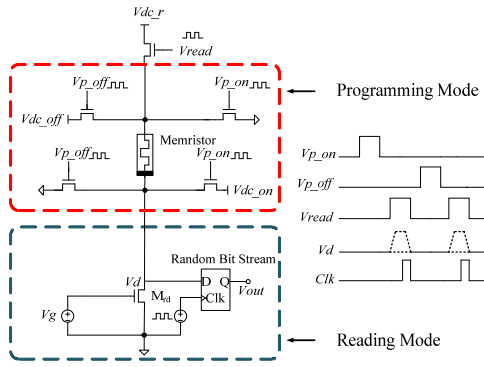 Vdc_r
Vread
Programming Mode
Vp_off
Vp_on
Vdc_off
Memristor
Vp_off
Vp_on
Vdc_on
Vp_on
Vp_off
Vread
Vd
Clk
Random Bit Stream
Vd
D Q
Mrd
Clk
Vout
Vg
Reading Mode